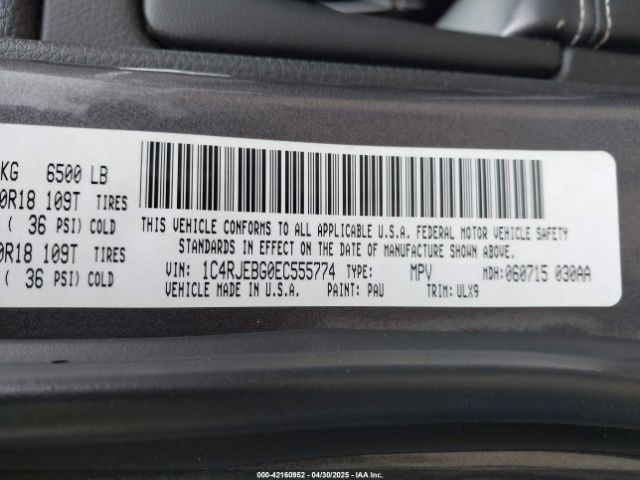 KG 6500 LB
0R18 109T TIRES
( 36 PSI) COLD
0R18 109T TIRES
( 36 PSI) COLD
THIS VEHICLE CONFORMS TO ALL APPLICABLE U.S.A. FEDERAL MOTOR VEHICLE SAFETY
STANDARDS IN EFFECT ON THE DATE OF MANUFACTURE SHOWN ABOVE.
VIN: 1C4RJEBG0EC555774 TYPE: MPV MDH:060715 030AA
VEHICLE MADE IN U.S.A. PAINT: PAU TRIM: ULX9
000-42160952 - 04/30/2025 - IAA Inc.